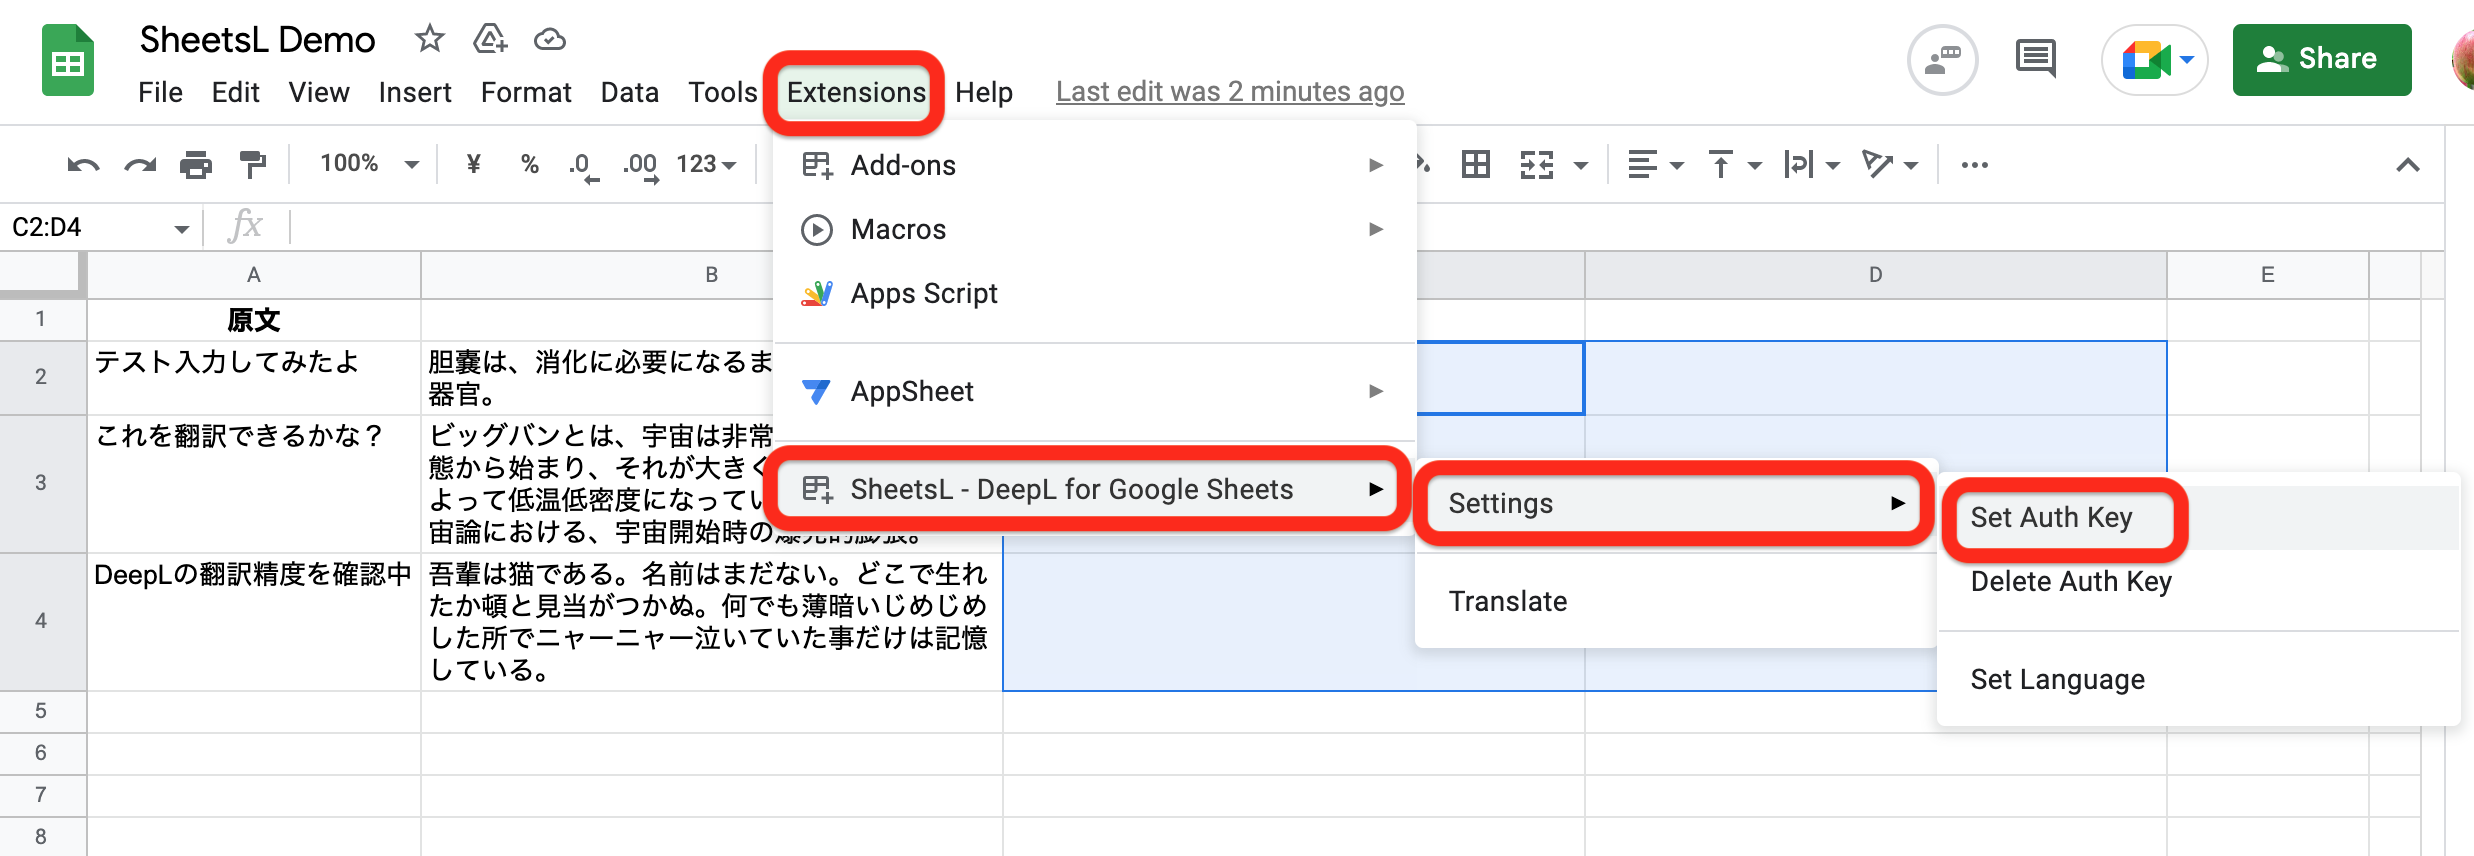 SheetsL Demo
File Edit View Insert Format Data Tools Extensions Help Last edit was 2 minutes ago
Share
100% ¥ % .0 .00 123
C2:D4 fx
A B D E
1 原文
2 テスト入力してみたよ
胆嚢は、消化に必要になるま
器官。
3 これを翻訳できるかな？
ビッグバンとは、宇宙は非常
態から始まり、それが大きく
よって低温低密度になってい
宙論における、宇宙開始時の爆発的膨張。
4 DeepLの翻訳精度を確認中
吾輩は猫である。名前はまだない。どこで生れ
たか頓と見当がつかぬ。何でも薄暗いじめじめ
した所でニャーニャー泣いていた事だけは記憶
している。
5
6
7
8
Add-ons
Macros
Apps Script
AppSheet
SheetsL - DeepL for Google Sheets
Settings
Translate
Set Auth Key
Delete Auth Key
Set Language